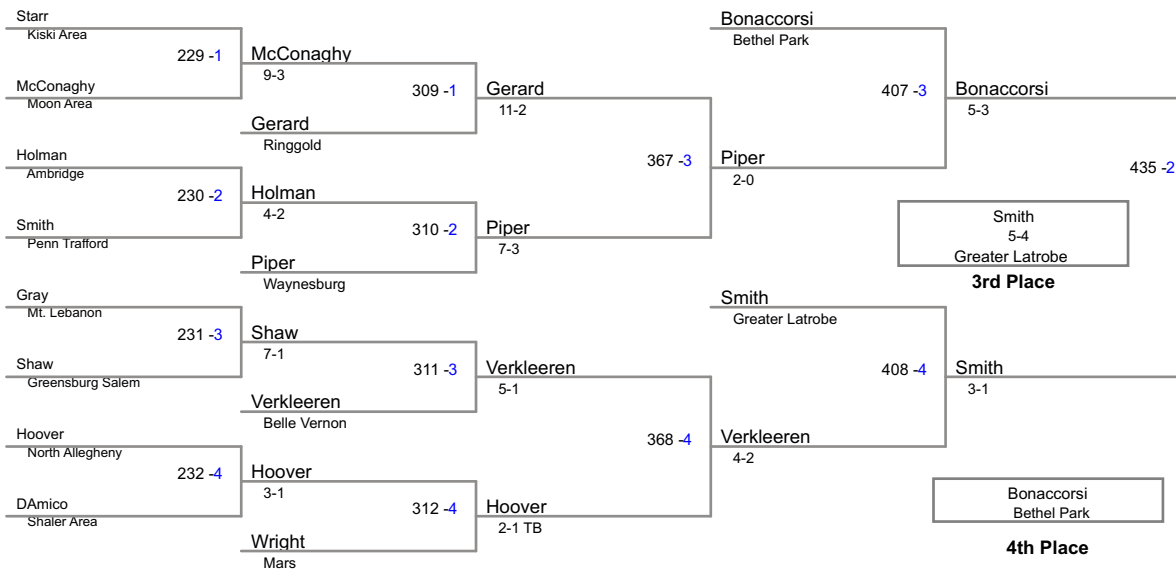 Starr
Kiski Area
229 -1
McConaghy
Moon Area
McConaghy
9-3
309 -1
Gerard
Ringgold
Gerard
11-2
Holman
Ambridge
230 -2
Smith
Penn Trafford
Holman
4-2
310 -2
Piper
Waynesburg
Piper
7-3
367 -3
Piper
2-0
Bonaccorsi
Bethel Park
407 -3
Bonaccorsi
5-3
435 -2
Smith
5-4
Greater Latrobe
3rd Place
Gray
Mt. Lebanon
231 -3
Shaw
Greensburg Salem
Shaw
7-1
311 -3
Verkleeren
Belle Vernon
Verkleeren
5-1
Hoover
North Allegheny
232 -4
DAmico
Shaler Area
Hoover
3-1
312 -4
Wright
Mars
Hoover
2-1 TB
368 -4
Verkleeren
4-2
Smith
Greater Latrobe
408 -4
Smith
3-1
Bonaccorsi
Bethel Park
4th Place